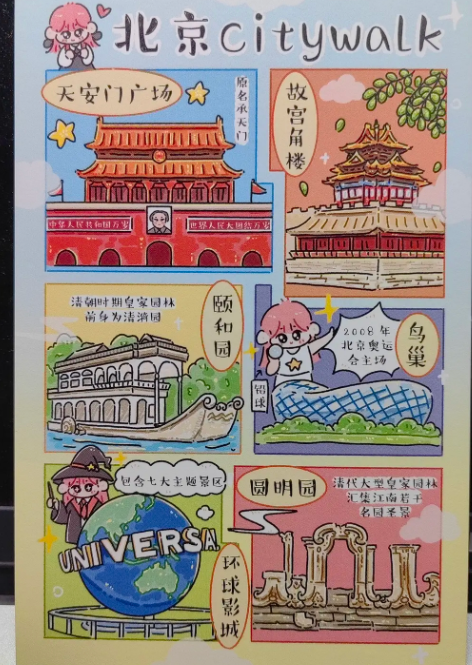 北京citywalk
天安门广场
原名承天门
中华人民共和国万岁
世界人民大团结万岁
故宫角楼
清朝时期皇家园林
前身为清漪园
颐和园
2008年
北京奥运
会主场
鸟巢
包含七大主题景区
UNIVERSA
环球影城
圆明园
清代大型皇家园林
汇集江南若干
名园圣景